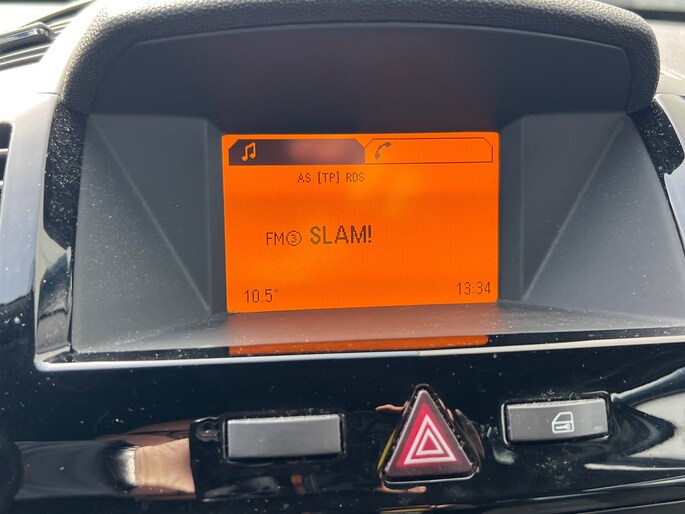 AS [TP] RDS
FM③ SLAM!
10.5° 13:34